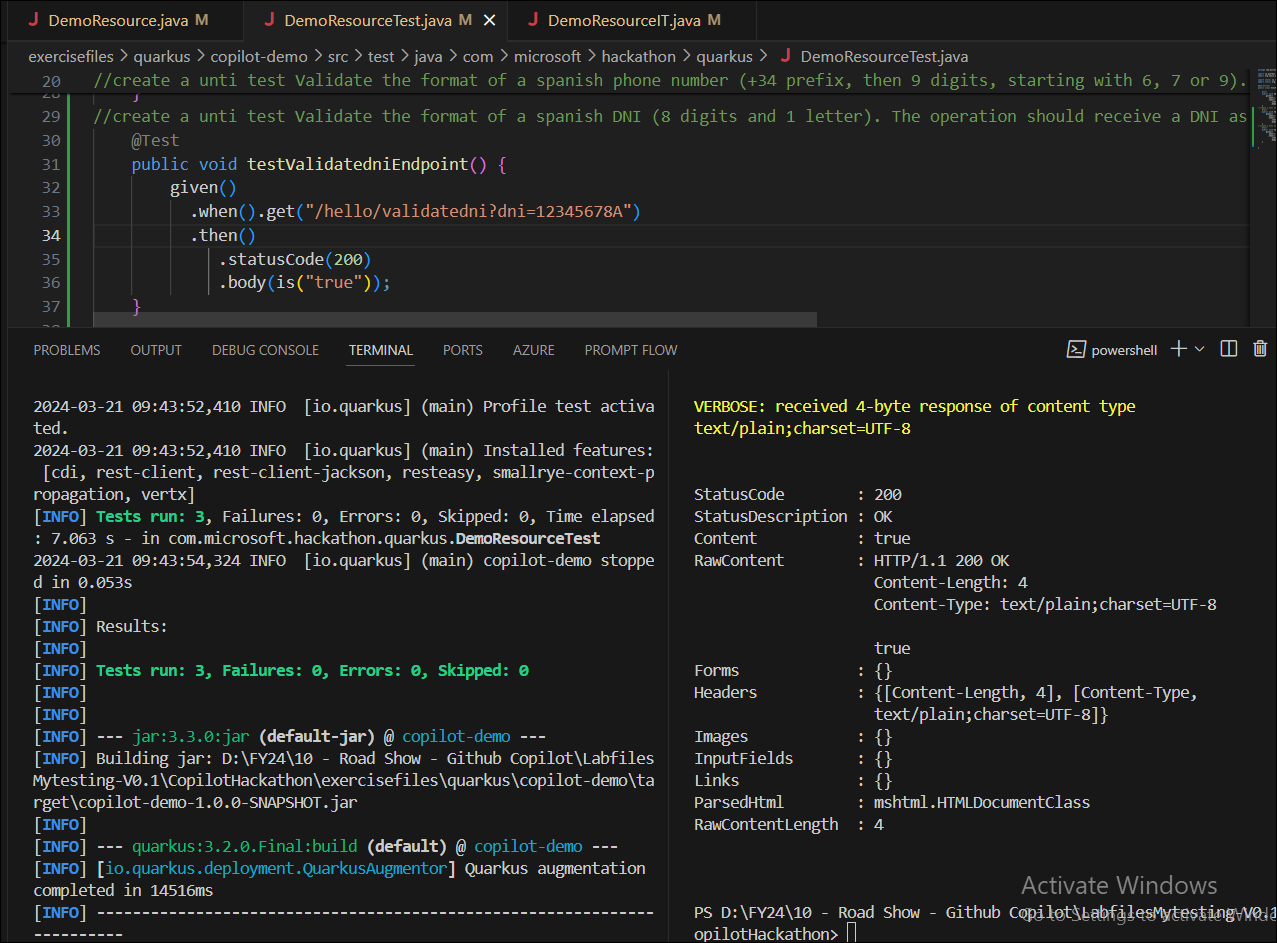 DemoResource.java M
DemoResourceTest.java M
DemoResourceIT.java M
exercisefiles > quarkus > copilot-demo > src > test > java > com > microsoft > hackathon > quarkus > DemoResourceTest.java
20 //create a unti test Validate the format of a spanish phone number (+34 prefix, then 9 digits, starting with 6, 7 or 9).
28 }
29 //create a unti test Validate the format of a spanish DNI (8 digits and 1 letter). The operation should receive a DNI as
30 @Test
31 public void testValidatedniEndpoint() {
32 given()
33 .when().get("/hello/validatedni?dni=12345678A")
34 .then()
35 .statusCode(200)
36 .body(is("true"));
37 }
PROBLEMS OUTPUT DEBUG CONSOLE TERMINAL PORTS AZURE PROMPT FLOW
powershell
2024-03-21 09:43:52,410 INFO  [io.quarkus] (main) Profile test activa
ted.
2024-03-21 09:43:52,410 INFO  [io.quarkus] (main) Installed features:
[cdi, rest-client, rest-client-jackson, resteasy, smallrye-context-p
ropagation, vertx]
[INFO] Tests run: 3, Failures: 0, Errors: 0, Skipped: 0, Time elapsed
: 7.063 s - in com.microsoft.hackathon.quarkus.DemoResourceTest
2024-03-21 09:43:54,324 INFO  [io.quarkus] (main) copilot-demo stoppe
d in 0.053s
[INFO]
[INFO] Results:
[INFO]
[INFO] Tests run: 3, Failures: 0, Errors: 0, Skipped: 0
[INFO]
[INFO]
[INFO] --- jar:3.3.0:jar (default-jar) @ copilot-demo ---
[INFO] Building jar: D:\FY24\10 - Road Show - Github Copilot\Labfiles
Mytesting-V0.1\CopilotHackathon\exercisefiles\quarkus\copilot-demo\ta
rget\copilot-demo-1.0.0-SNAPSHOT.jar
[INFO]
[INFO] --- quarkus:3.2.0.Final:build (default) @ copilot-demo ---
[INFO] [io.quarkus.deployment.QuarkusAugmentor] Quarkus augmentation
completed in 14516ms
[INFO] --------------------------------------------------------------
----------
VERBOSE: received 4-byte response of content type
text/plain;charset=UTF-8
StatusCode        : 200
StatusDescription : OK
Content           : true
RawContent        : HTTP/1.1 200 OK
Content-Length: 4
Content-Type: text/plain;charset=UTF-8
true
Forms             : {}
Headers           : {[Content-Length, 4], [Content-Type,
text/plain;charset=UTF-8]}
Images            : {}
InputFields       : {}
Links             : {}
ParsedHtml        : mshtml.HTMLDocumentClass
RawContentLength  : 4
Activate Windows
Go to Settings to activate Windo
PS D:\FY24\10 - Road Show - Github Copilot\LabfilesMytesting-V0.1
opilotHackathon>